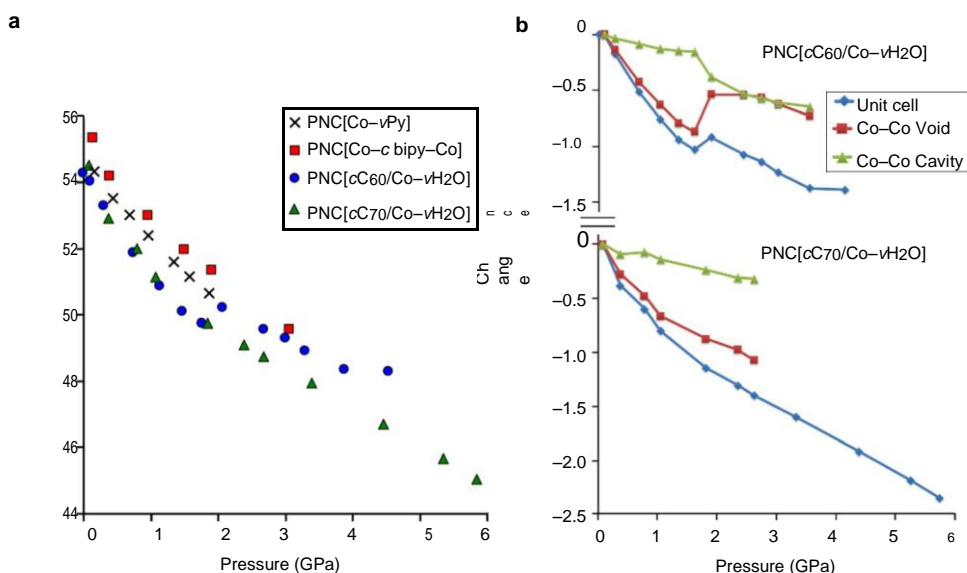 a
56
54
52
50
48
46
44
0 1 2 3 4 5 6
Pressure (GPa)
PNC[Co–vPy]
PNC[Co–c bipy–Co]
PNC[cC60/Co–vH2O]
PNC[cC70/Co–vH2O]
b
Ch
ang
e
n c e
0
–0.5
–1.0
–1.5
PNC[cC60/Co–vH2O]
Unit cell
Co–Co Void
Co–Co Cavity
0
–0.5
–1.0
–1.5
–2.0
–2.5
PNC[cC70/Co–vH2O]
0 1 2 3 4 5 6
Pressure (GPa)